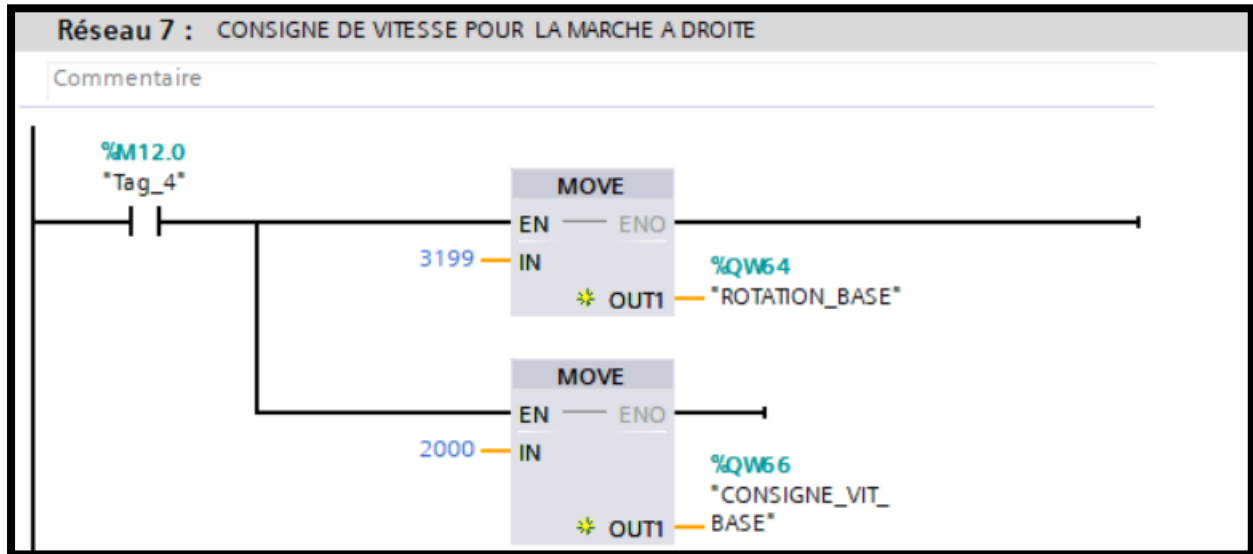 Réseau 7 : CONSIGNE DE VITESSE POUR LA MARCHE A DROITE
Commentaire
%M12.0
"Tag_4"
MOVE
EN ENO
3199 IN
%QW64
OUT1 "ROTATION_BASE"
MOVE
EN ENO
2000 IN
%QW66
"CONSIGNE_VIT_
OUT1 BASE"